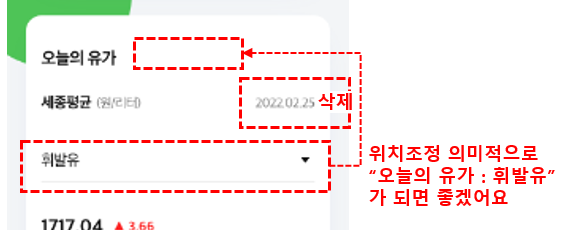 오늘의 유가
세종평균 (원/리터)
2022.02.25 삭제
휘발유
위치조정 의미적으로
“오늘의 유가 : 휘발유”
가 되면 좋겠어요
1717.04 ▲ 3.66